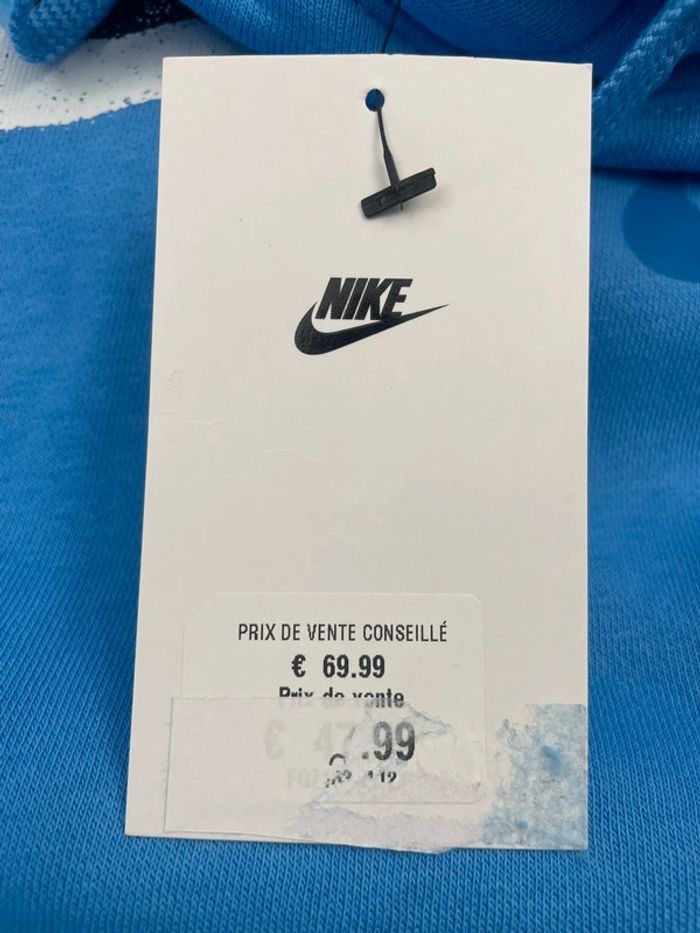 NIKE
PRIX DE VENTE CONSEILLÉ
€ 69.99
Prix de vente
€ 47.99